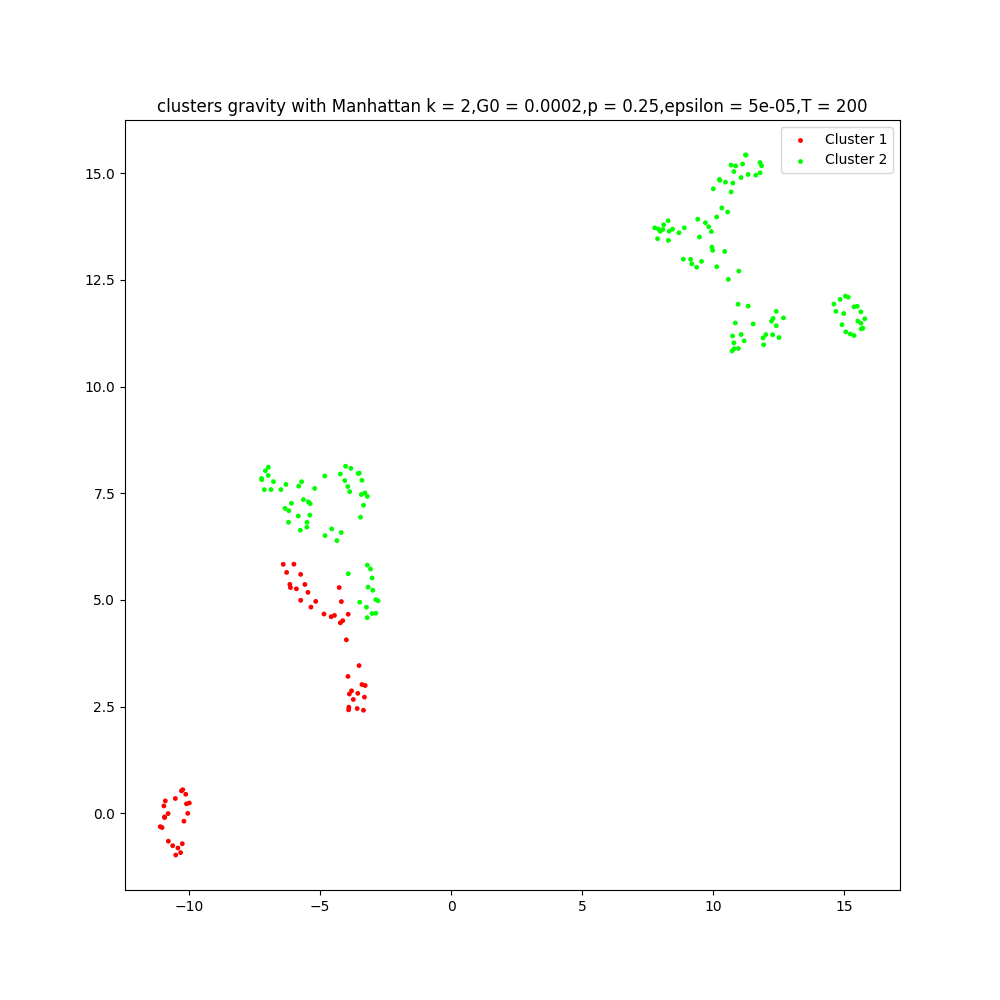 clusters gravity with Manhattan k = 2,G0 = 0.0002,p = 0.25,epsilon = 5e-05,T = 200
Cluster 1
Cluster 2
15.0
12.5
10.0
7.5
5.0
2.5
0.0
−10 −5 0 5 10 15